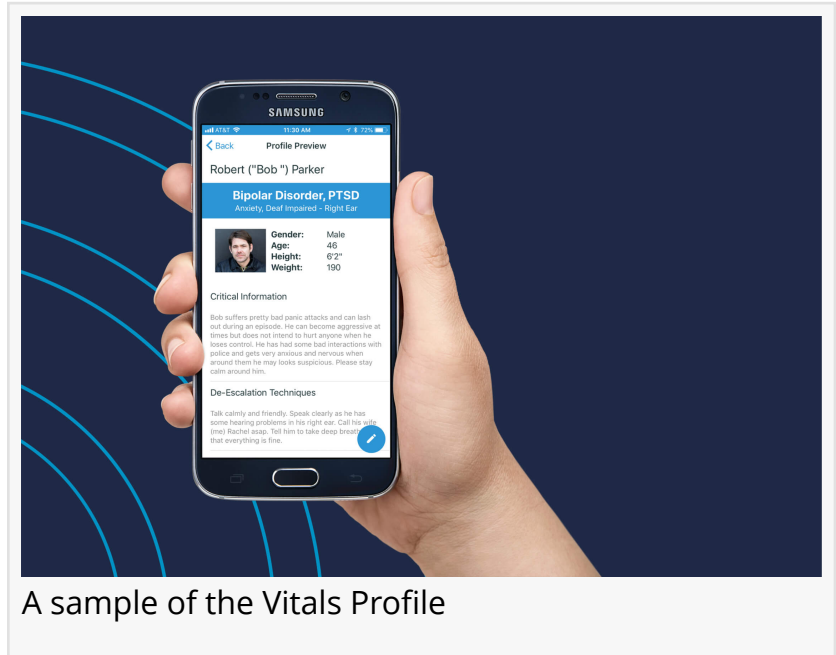 SAMSUNG
AT&T 11:30 AM 72%
Back Profile Preview
Robert ("Bob ") Parker
Bipolar Disorder, PTSD
Anxiety, Deaf Impaired - Right Ear
Gender: Male
Age: 46
Height: 6'2"
Weight: 190
Critical Information
Bob suffers pretty bad panic attacks and can lash
out during an episode. He can become aggressive at
times but does not intend to hurt anyone when he
loses control. He has had some bad interactions with
police and gets very anxious and nervous when
around them he may looks suspicious. Please stay
calm around him.
De-Escalation Techniques
Talk calmly and friendly. Speak clearly as he has
some hearing problems in his right ear. Call his wife
(me) Rachel asap. Tell him to take deep breath
that everything is fine.
A sample of the Vitals Profile